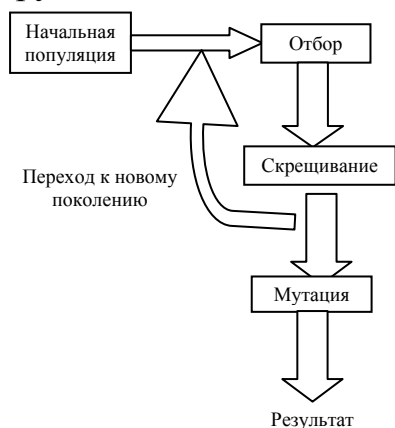 Начальная
популяция
Отбор
Скрещивание
Переход к новому
поколению
Мутация
Результат